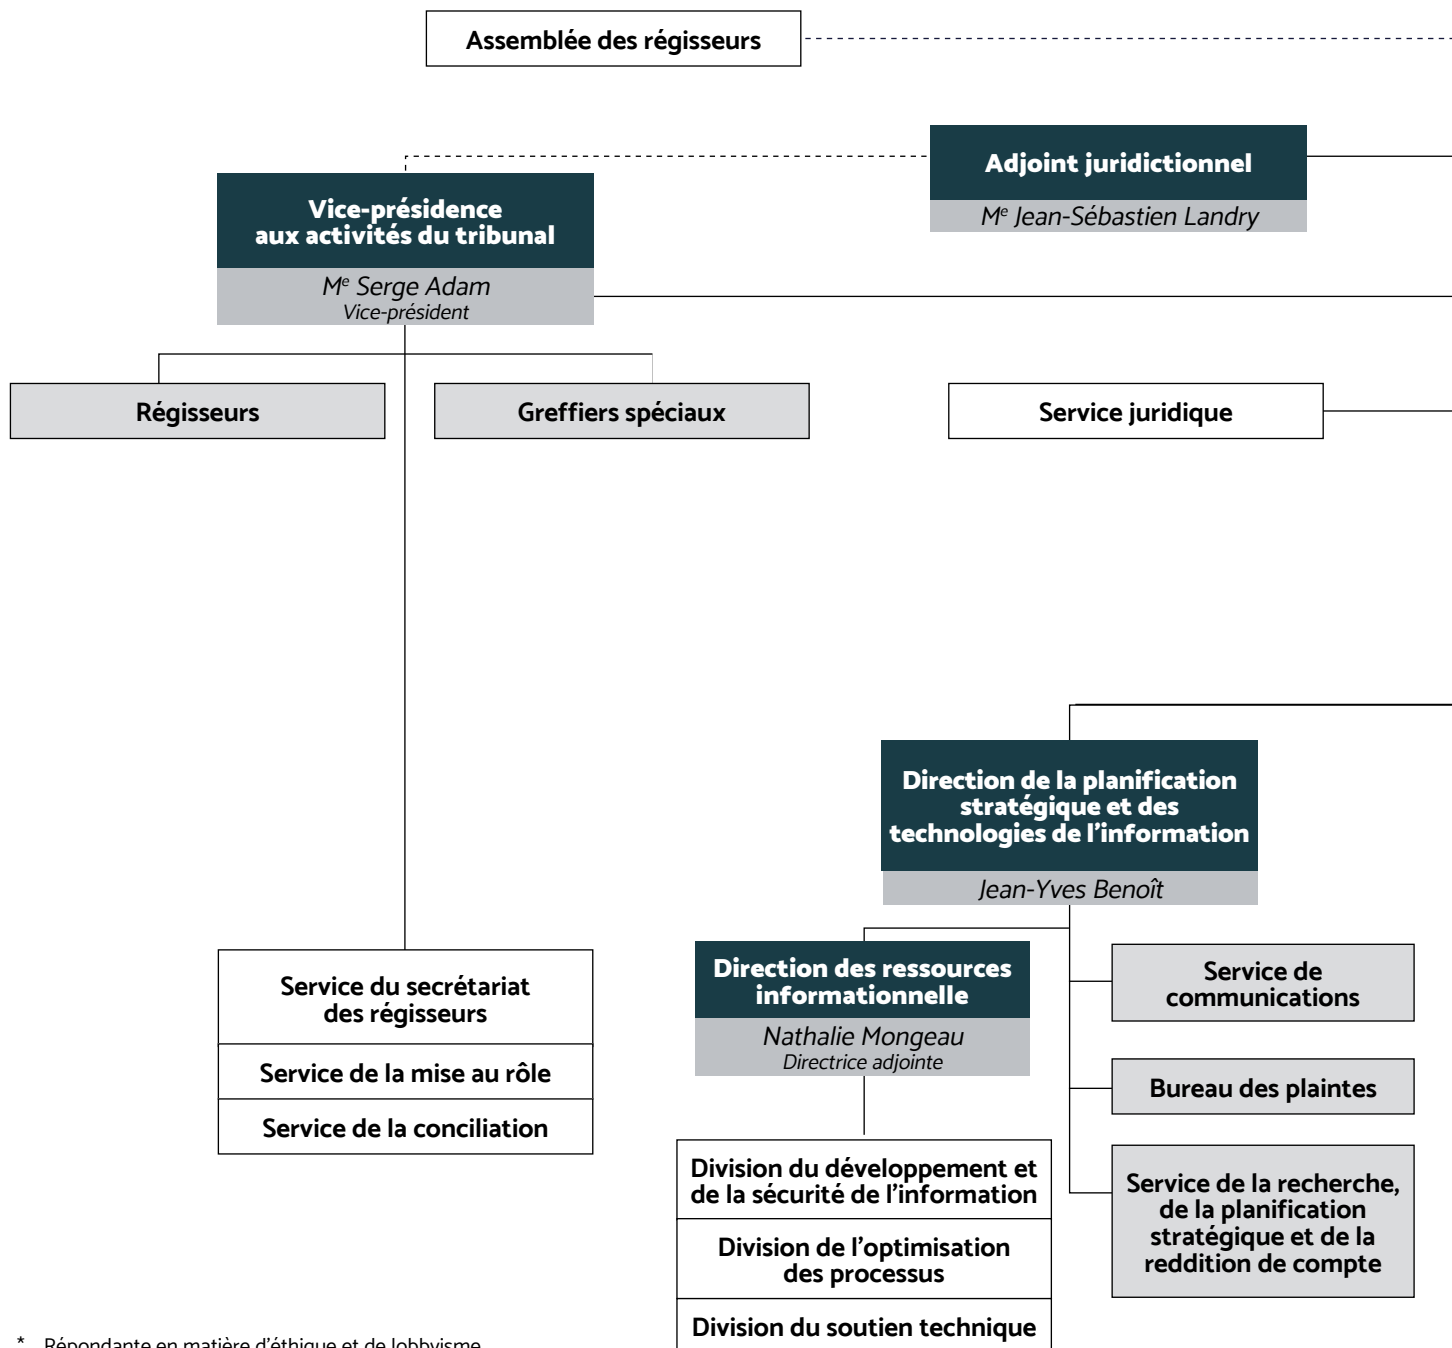 Assemblée des régisseurs
Adjoint juridictionnel
Me Jean-Sébastien Landry
Vice-présidence
aux activités du tribunal
Me Serge Adam
Vice-président
Régisseurs
Greffiers spéciaux
Service juridique
Direction de la planification
stratégique et des
technologies de l'information
Jean-Yves Benoît
Service du secrétariat
des régisseurs
Service de la mise au rôle
Service de la conciliation
Direction des ressources
informationnelle
Nathalie Mongeau
Directrice adjointe
Service de
communications
Bureau des plaintes
Service de la recherche,
de la planification
stratégique et de la
reddition de compte
Division du développement et
de la sécurité de l'information
Division de l'optimisation
des processus
Division du soutien technique
* Répondante en matière d'éthique et de lobbyisme